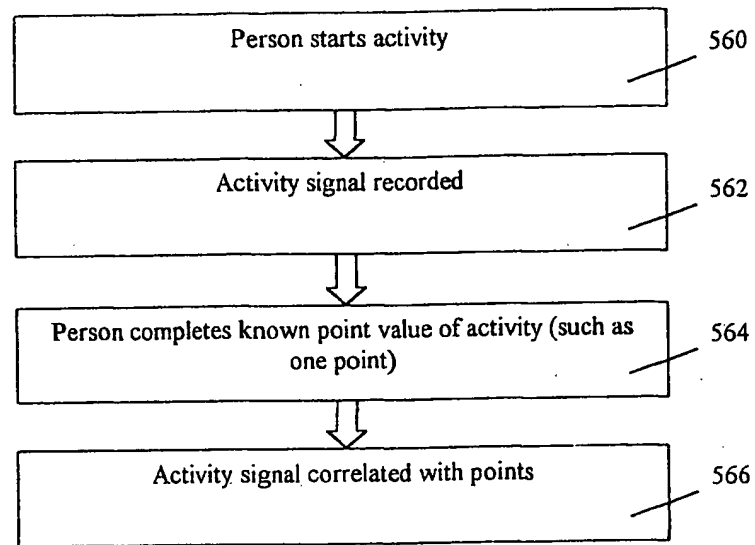 Person starts activity
560
Activity signal recorded
562
Person completes known point value of activity (such as
one point)
564
Activity signal correlated with points
566